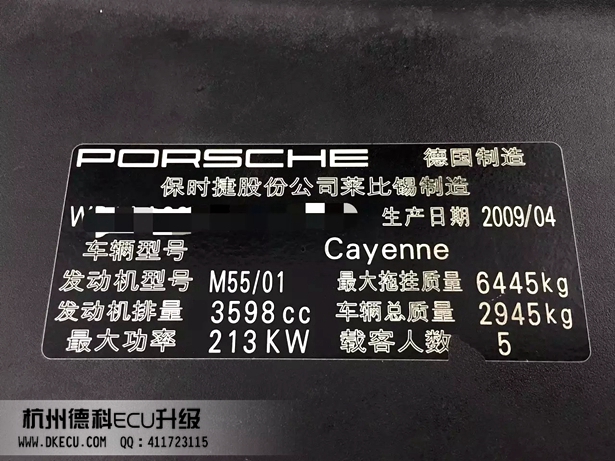 PORSCHE 德国制造
保时捷股份公司莱比锡制造
W 生产日期 2009/04
车辆型号 Cayenne
发动机型号 M55/01 最大拖挂质量 6445kg
发动机排量 3598cc 车辆总质量 2945kg
最大功率 213KW 载客人数 5
杭州德科ECU升级
WWW.DKECU.COM QQ:411723115